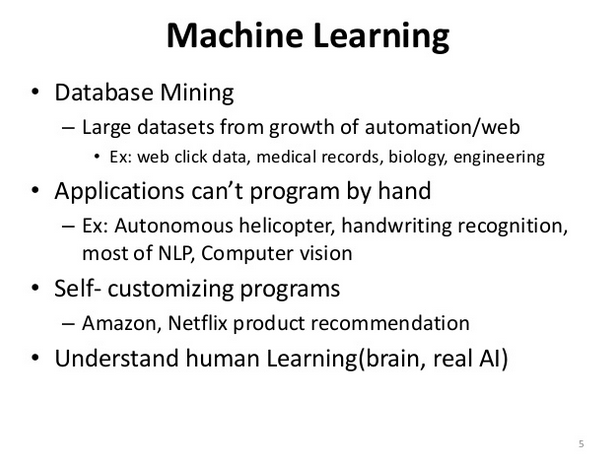 Machine Learning
• Database Mining
– Large datasets from growth of automation/web
• Ex: web click data, medical records, biology, engineering
• Applications can’t program by hand
– Ex: Autonomous helicopter, handwriting recognition,
most of NLP, Computer vision
• Self- customizing programs
– Amazon, Netflix product recommendation
• Understand human Learning(brain, real AI)
5